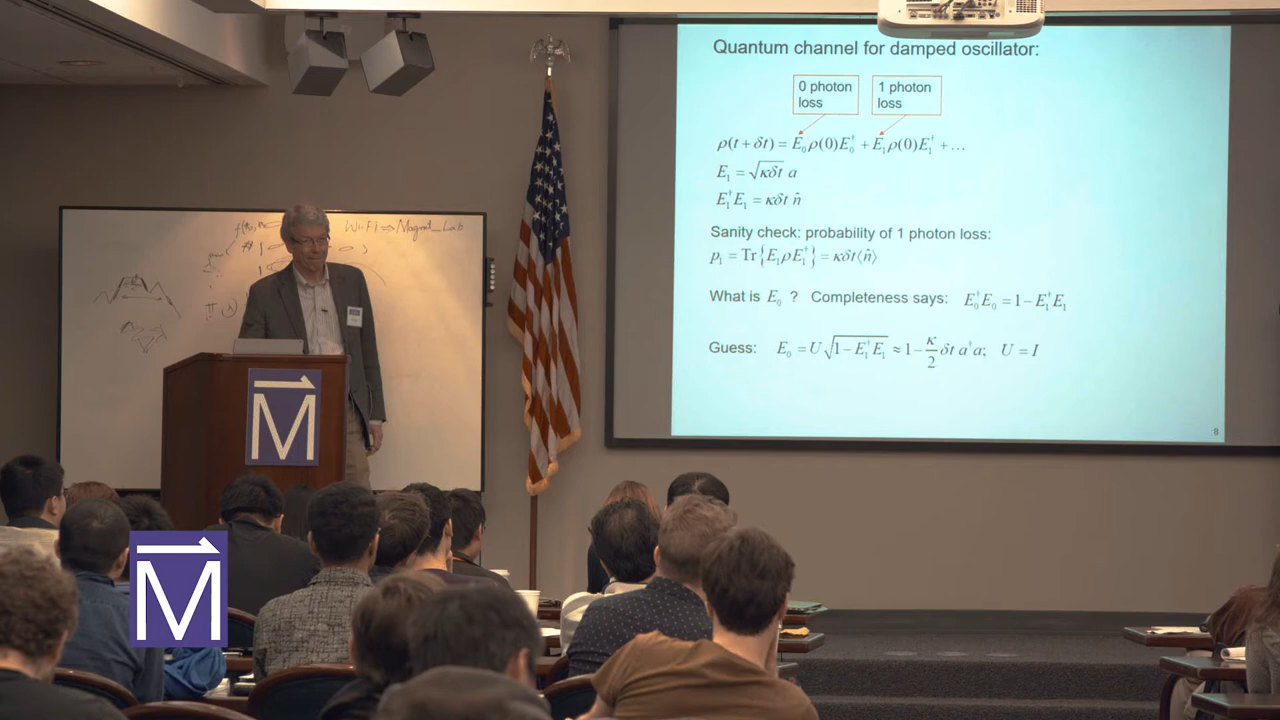 Quantum channel for damped oscillator:
0 photon
loss
1 photon
loss
ρ(t + δt) = E₀ρ(0)E₀† + E₁ρ(0)E₁† + …
E₁ = √(κδt) a
E₁†E₁ = κδt n̂
Sanity check: probability of 1 photon loss:
p₁ = Tr{E₁ρE₁†} = κδt⟨n̂⟩
What is E₀ ? Completeness says: E₀†E₀ = 1 − E₁†E₁
Guess: E₀ = U√(1 − E₁†E₁) ≈ 1 − κ/2 δt a†a; U = I
8
WiFi ⇒ Magnet_Lab
M
M